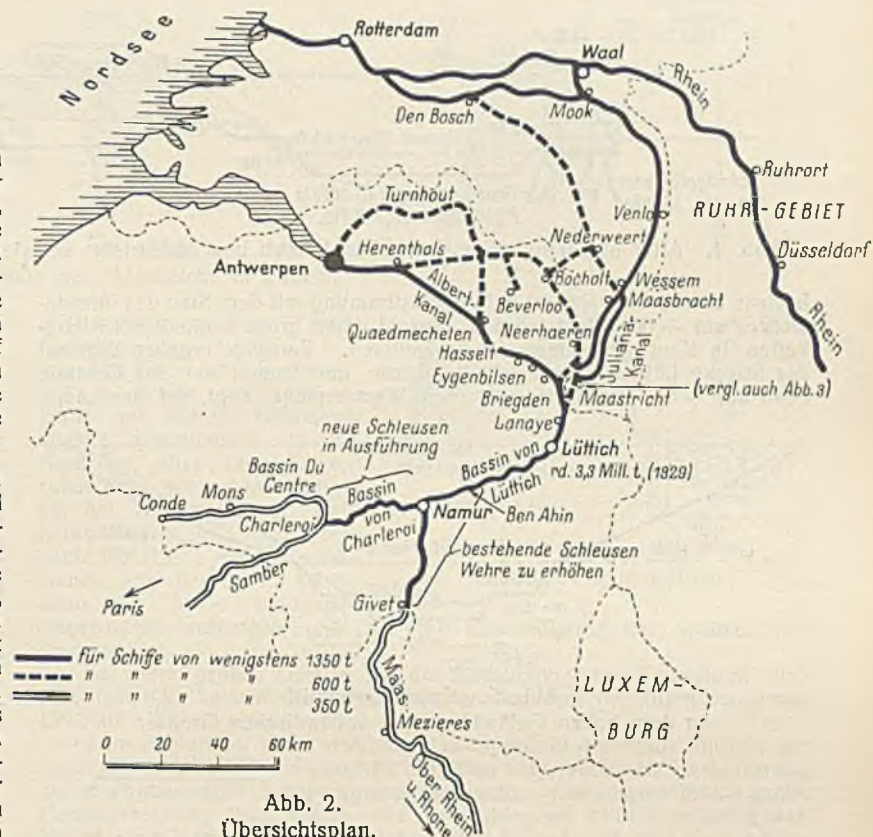 Nordsee
Rotterdam
Waal
Rhein
Den Bosch
Mook
Ruhrort
Turnhout
Venlo
RUHR-GEBIET
Herenthals
Nederweert
Düsseldorf
Antwerpen
Albert-
Kanal
Beverloo
Bocholt
Wessem
Maasbracht
Rhein
Quaedmechelen
Neerhaeren
Juliana-
Kanal
Hasselt
Eygenbilsen
Maastricht
(vergl. auch Abb. 3)
Briegden
Lanaye
neue Schleusen
in Ausführung
Bassin von
Lüttich
Lüttich
rd. 3,3 Mill. t. (1929)
Bassin Du
Centre
Mons
Conde
Charleroi
Bassin
von
Charleroi
Namur
Ben Ahin
bestehende Schleusen
Wehre zu erhöhen
Samber
Paris
Givet
für Schiffe von wenigstens 1350 t
" " " " 600 t
" " " " 350 t
Maas
LUXEM-
BURG
Mezieres
0 20 40 60 km
Ober Rhein
u. Rhone
Abb. 2.
Übersichtsplan.